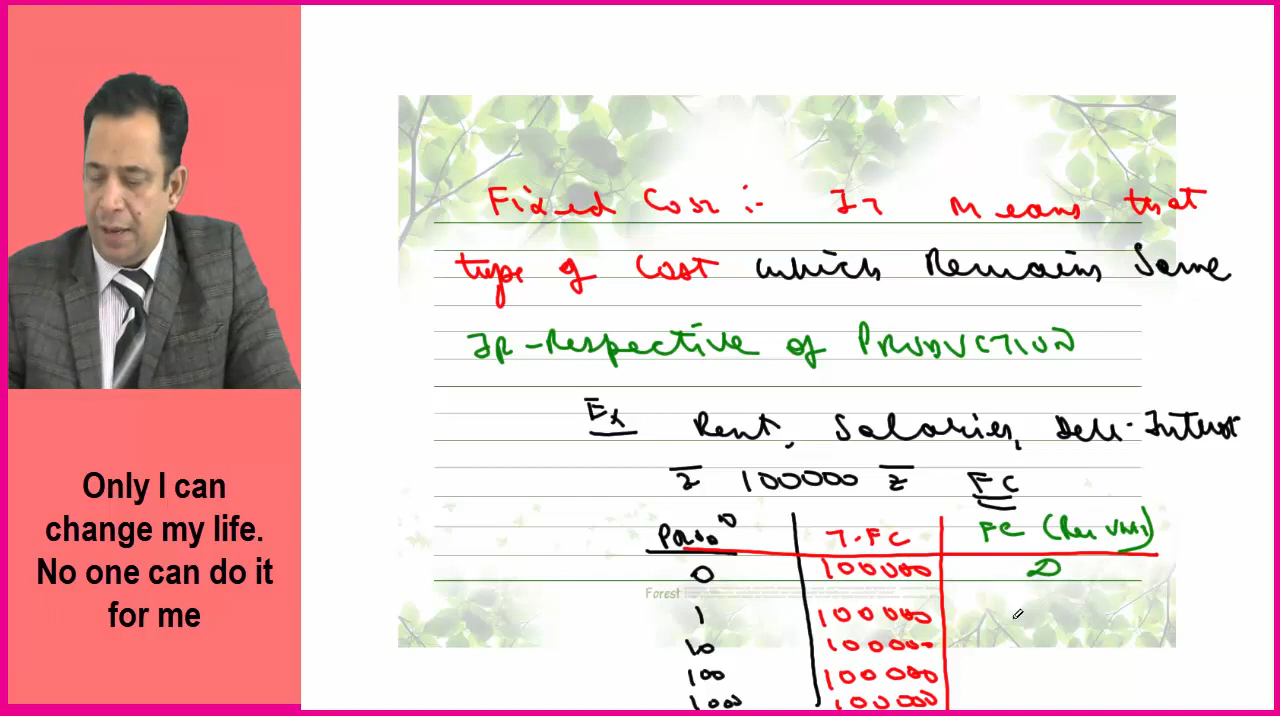 Only I can
change my life.
No one can do it
for me
Fixed Cost :- It Means that
type of Cost which Remains Same
Ir-Respective of PRODUCTION
Ex Rent, Salaries, Interest
100000 FC
T.FC FC (Per Unit)
0 100000
Forest
1 100000
10 100000
100 100000
1000 100000